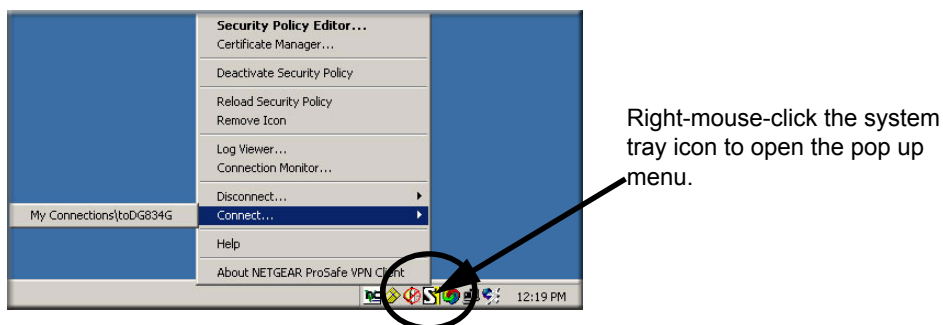 Security Policy Editor...
Certificate Manager...
Deactivate Security Policy
Reload Security Policy
Remove Icon
Log Viewer...
Connection Monitor...
Disconnect...
My Connections\toDG834G
Connect...
Help
About NETGEAR ProSafe VPN Client
12:19 PM
Right-mouse-click the system
tray icon to open the pop up
menu.